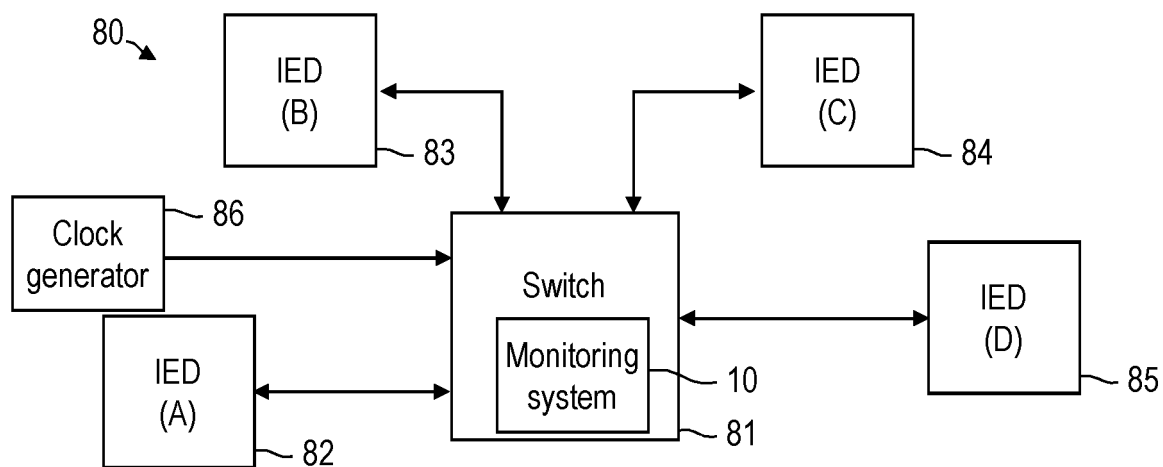 80
IED
(B)
83
IED
(C)
84
86
Clock
generator
Switch
Monitoring
system
10
81
IED
(A)
82
IED
(D)
85